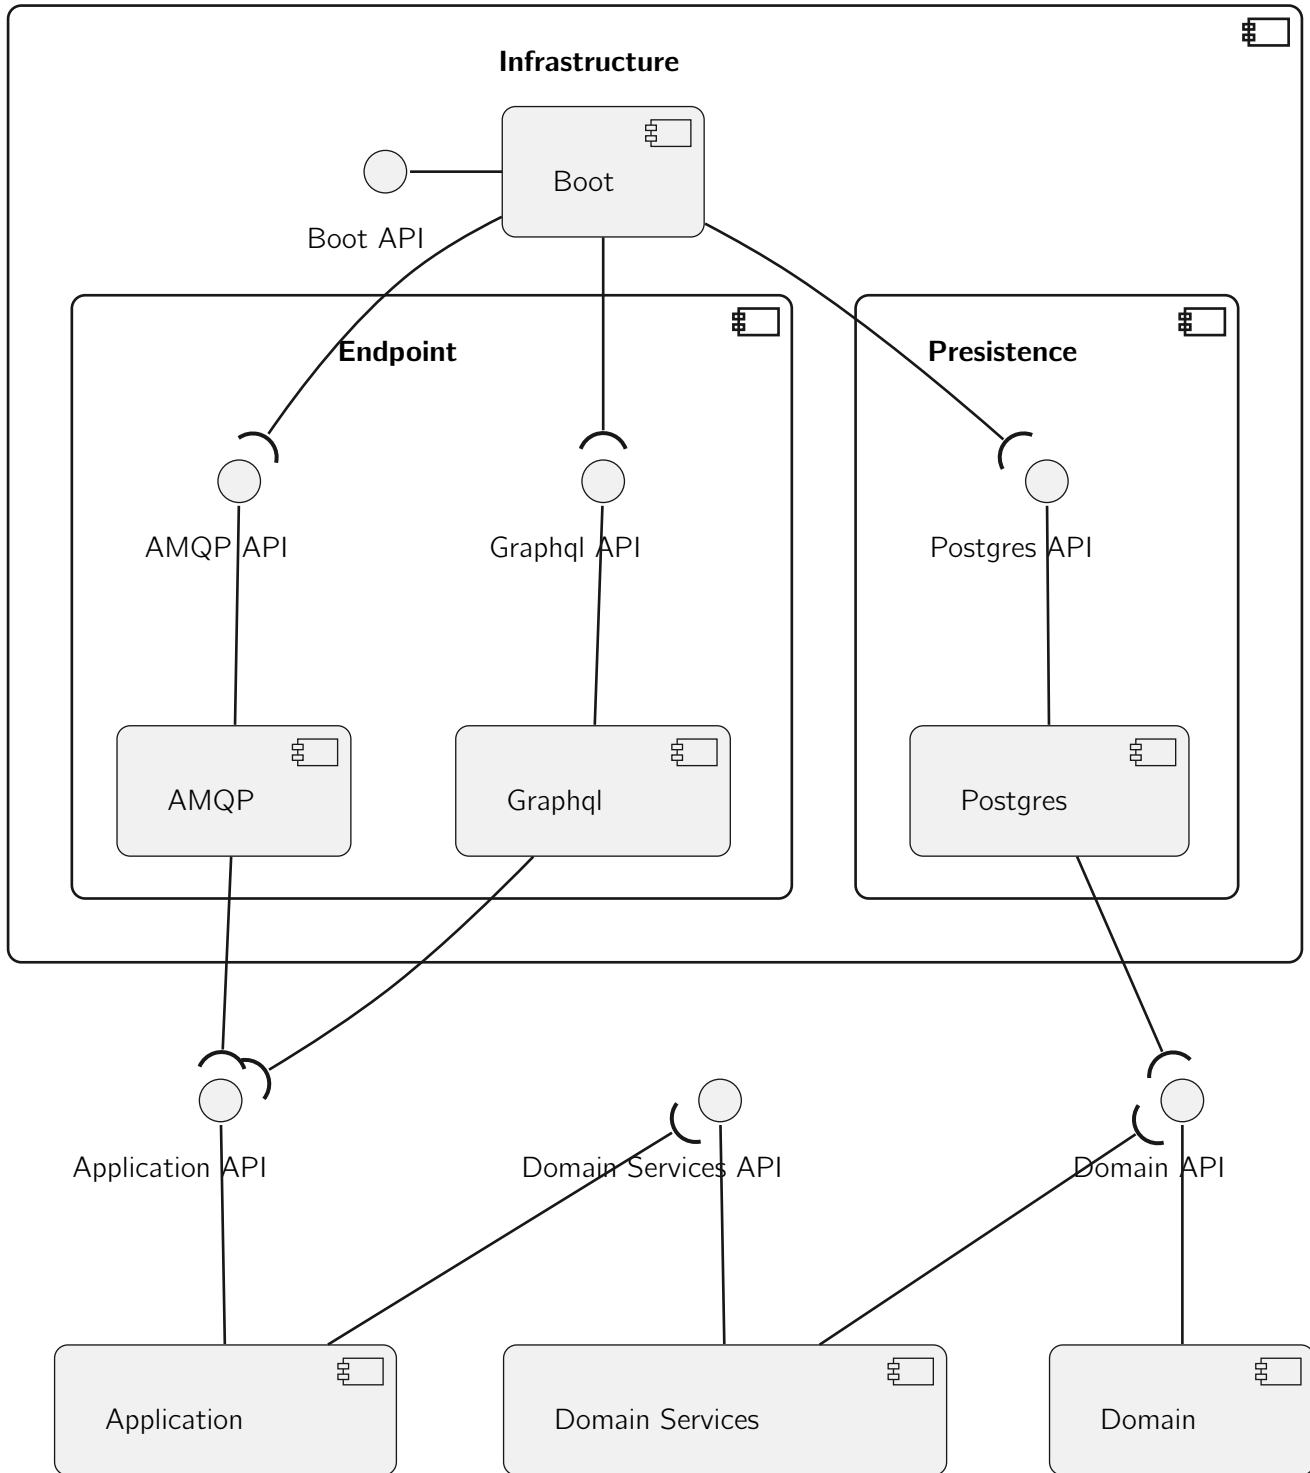 Infrastructure
Boot
Boot API
Endpoint
Presistence
AMQP API
Graphql API
Postgres API
AMQP
Graphql
Postgres
Application API
Domain Services API
Domain API
Application
Domain Services
Domain